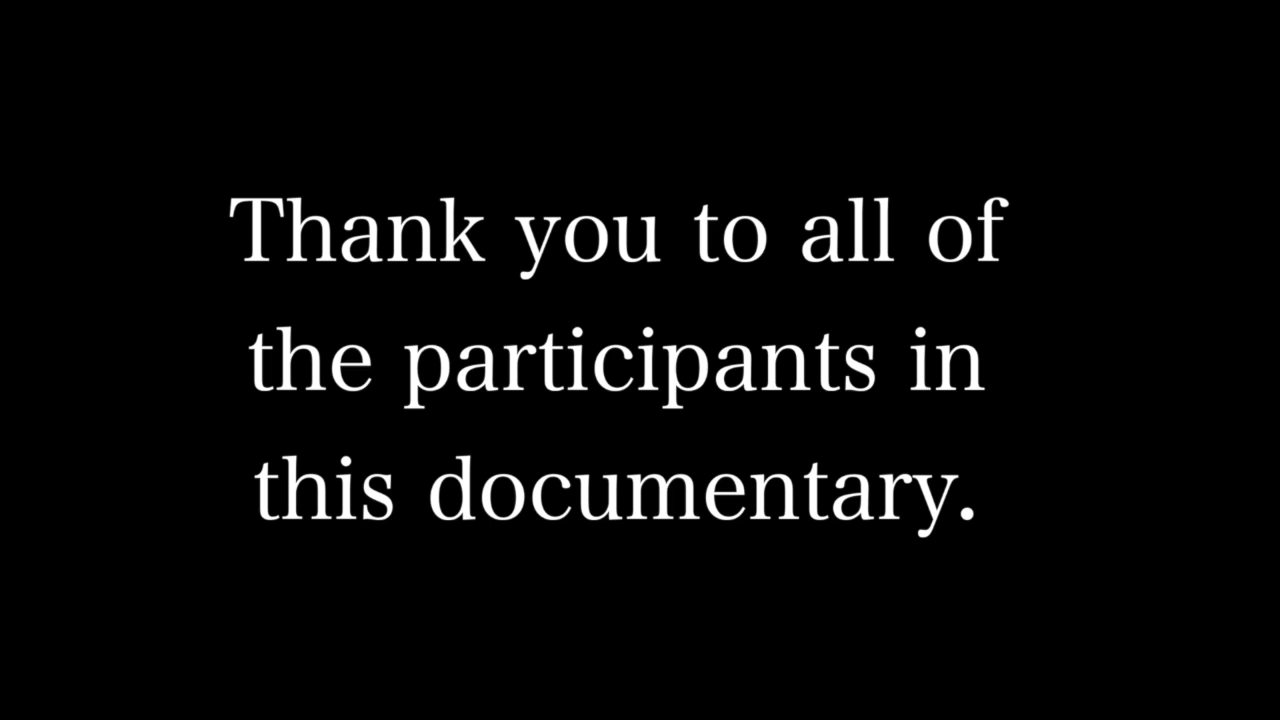 Thank you to all of
the participants in
this documentary.